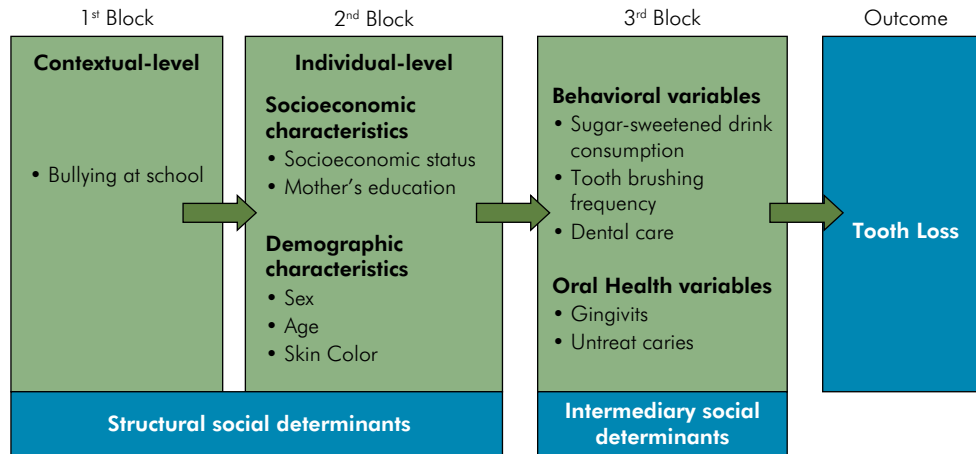 1st Block
Contextual-level
• Bullying at school
2nd Block
Individual-level
Socioeconomic
characteristics
• Socioeconomic status
• Mother's education
Demographic
characteristics
• Sex
• Age
• Skin Color
Structural social determinants
3rd Block
Behavioral variables
• Sugar-sweetened drink
consumption
• Tooth brushing
frequency
• Dental care
Oral Health variables
• Gingivits
• Untreat caries
Intermediary social
determinants
Outcome
Tooth Loss